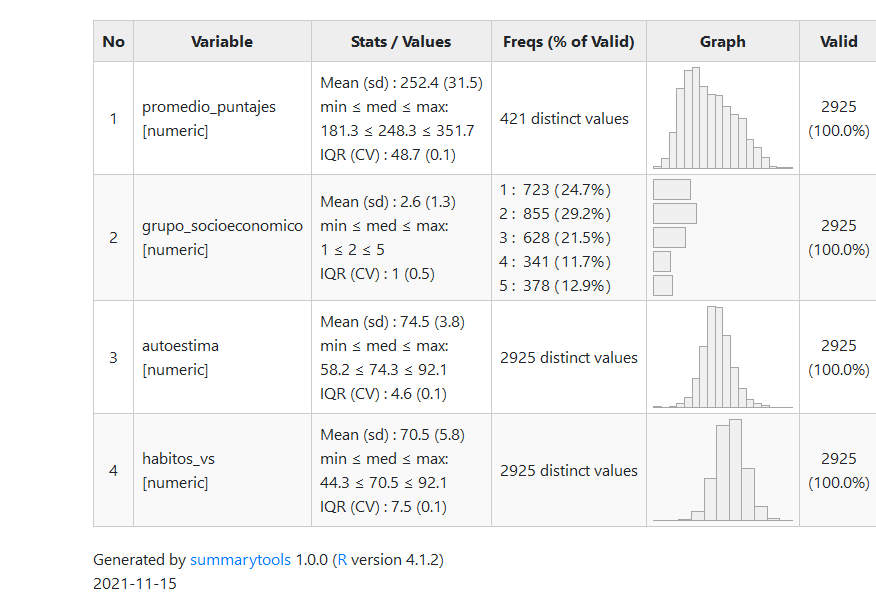 No Variable Stats / Values Freqs (% of Valid) Graph Valid
1
promedio_puntajes
[numeric]
Mean (sd) : 252.4 (31.5)
min ≤ med ≤ max:
181.3 ≤ 248.3 ≤ 351.7
IQR (CV) : 48.7 (0.1)
421 distinct values
2925
(100.0%)
2
grupo_socioeconomico
[numeric]
Mean (sd) : 2.6 (1.3)
min ≤ med ≤ max:
1 ≤ 2 ≤ 5
IQR (CV) : 1 (0.5)
1 : 723 (24.7%)
2 : 855 (29.2%)
3 : 628 (21.5%)
4 : 341 (11.7%)
5 : 378 (12.9%)
2925
(100.0%)
3
autoestima
[numeric]
Mean (sd) : 74.5 (3.8)
min ≤ med ≤ max:
58.2 ≤ 74.3 ≤ 92.1
IQR (CV) : 4.6 (0.1)
2925 distinct values
2925
(100.0%)
4
habitos_vs
[numeric]
Mean (sd) : 70.5 (5.8)
min ≤ med ≤ max:
44.3 ≤ 70.5 ≤ 92.1
IQR (CV) : 7.5 (0.1)
2925 distinct values
2925
(100.0%)
Generated by summarytools 1.0.0 (R version 4.1.2)
2021-11-15